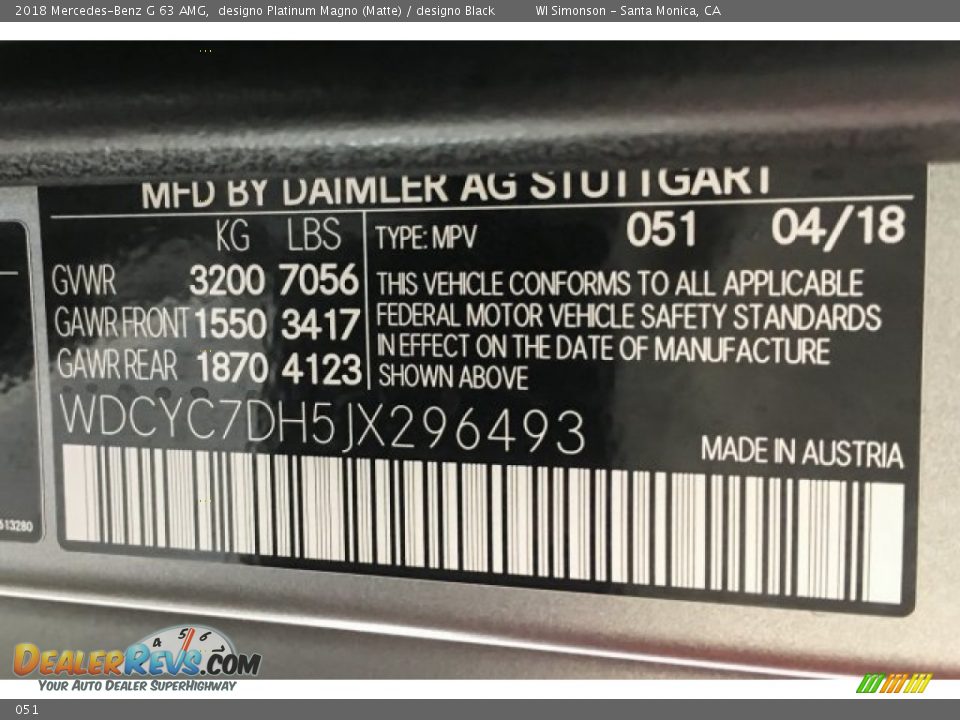 2018 Mercedes-Benz G 63 AMG, designo Platinum Magno (Matte) / designo Black WI Simonson - Santa Monica, CA
MFD BY DAIMLER AG STUTTGART
KG LBS
GVWR 3200 7056
GAWR FRONT 1550 3417
GAWR REAR 1870 4123
TYPE: MPV 051 04/18
THIS VEHICLE CONFORMS TO ALL APPLICABLE
FEDERAL MOTOR VEHICLE SAFETY STANDARDS
IN EFFECT ON THE DATE OF MANUFACTURE
SHOWN ABOVE
WDCYC7DH5JX296493
MADE IN AUSTRIA
4 5 6
DEALERREVS.COM
YOUR AUTO DEALER SUPERHIGHWAY
051